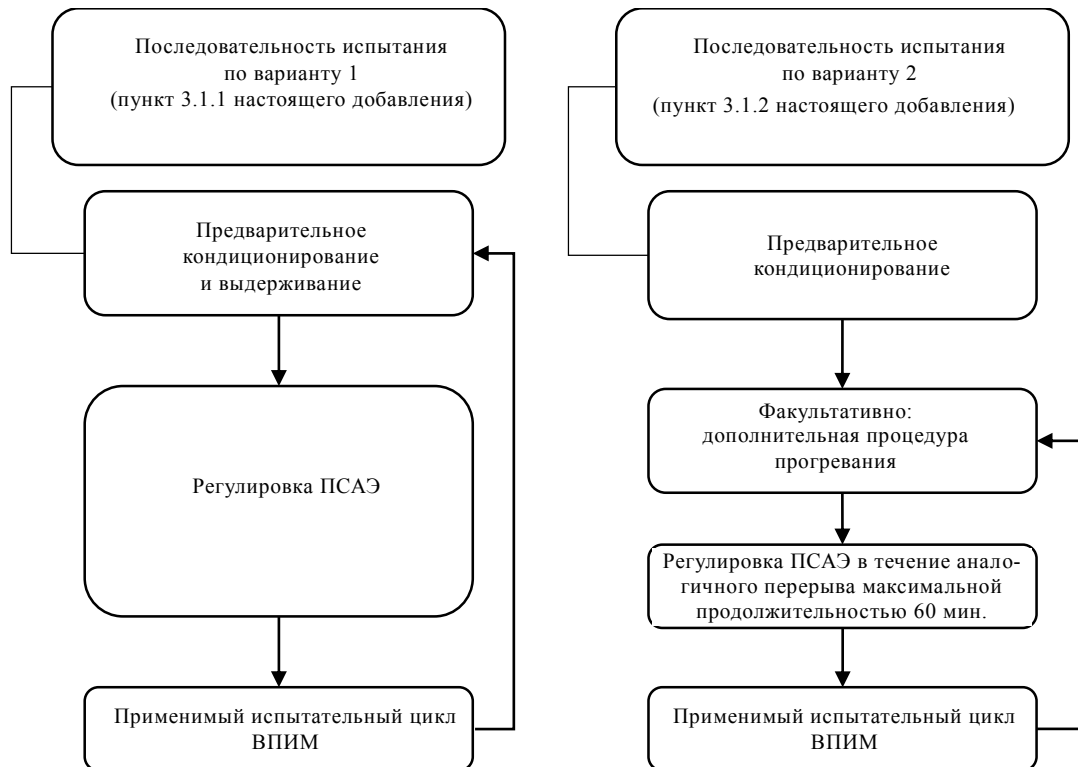 Последовательность испытания
по варианту 1
(пункт 3.1.1 настоящего добавления)
Предварительное
кондиционирование
и выдерживание
Регулировка ПСАЭ
Применимый испытательный цикл
ВПИМ
Последовательность испытания
по варианту 2
(пункт 3.1.2 настоящего добавления)
Предварительное
кондиционирование
Факультативно:
дополнительная процедура
прогревания
Регулировка ПСАЭ в течение анало-
гичного перерыва максимальной
продолжительностью 60 мин.
Применимый испытательный цикл
ВПИМ